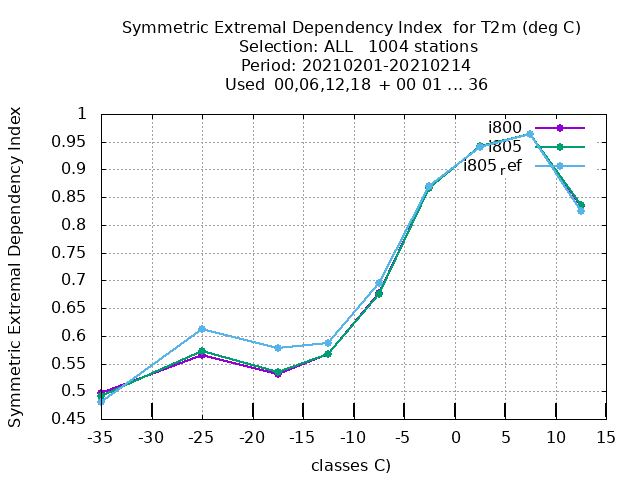 Symmetric Extremal Dependency Index  for T2m (deg C)
Selection: ALL   1004 stations
Period: 20210201-20210214
Used  00,06,12,18  + 00 01 ... 36
Symmetric Extremal Dependency Index
1
0.95
0.9
0.85
0.8
0.75
0.7
0.65
0.6
0.55
0.5
0.45
i800
i805
i805ref
-35 -30 -25 -20 -15 -10 -5 0 5 10 15
classes C)